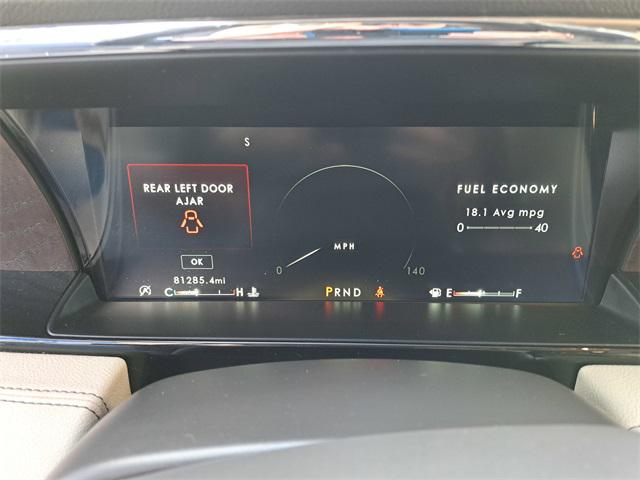 S
REAR LEFT DOOR
AJAR
OK
81285.4mi
C H
MPH
0 140
PRND
FUEL ECONOMY
18.1 Avg mpg
0 40
E F